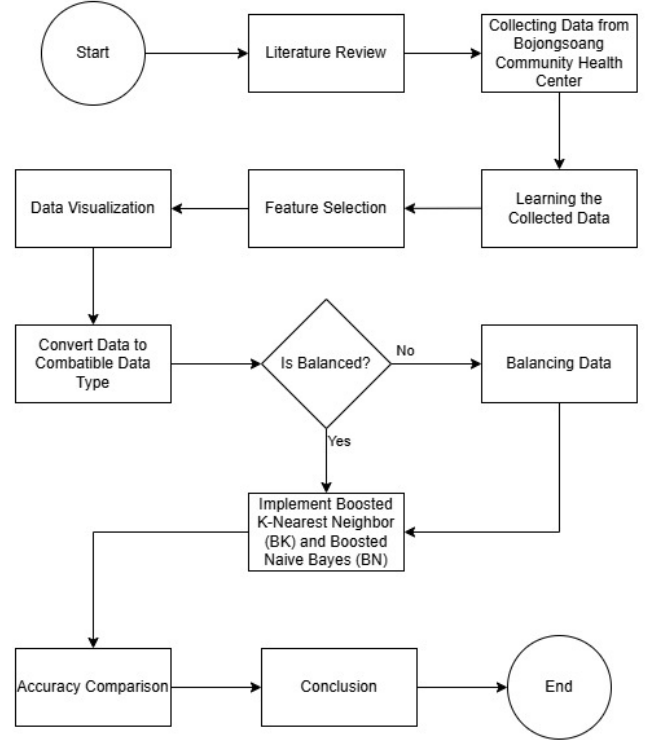 Start
Literature Review
Collecting Data from
Bojongsoang
Community Health
Center
Data Visualization
Feature Selection
Learning the
Collected Data
Convert Data to
Combatible Data
Type
Is Balanced?
No
Balancing Data
Yes
Implement Boosted
K-Nearest Neighbor
(BK) and Boosted
Naive Bayes (BN)
Accuracy Comparison
Conclusion
End